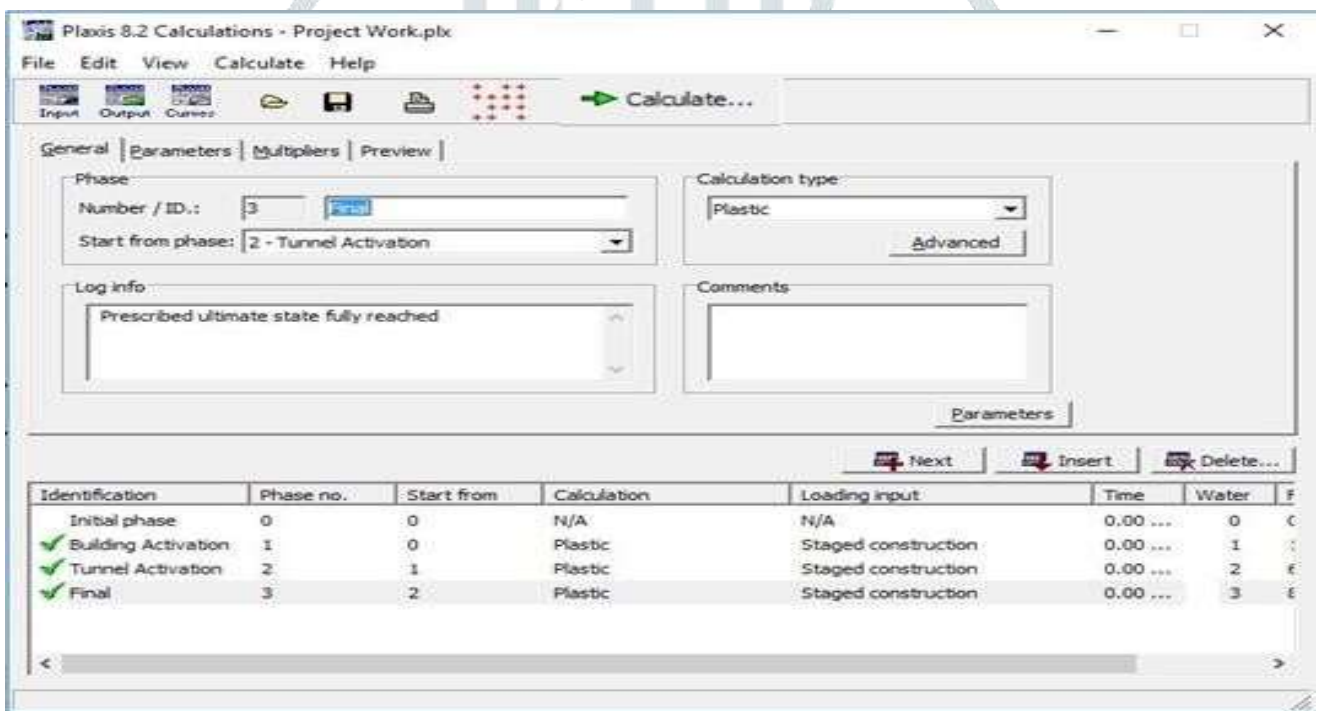 Plaxis 8.2 Calculations - Project Work.plx
File Edit View Calculate Help
Input Output Curves Calculate...
General Parameters Multipliers Preview
Phase
Number / ID.: 3 Final
Start from phase: 2 - Tunnel Activation
Calculation type
Plastic
Advanced
Log info
Prescribed ultimate state fully reached
Comments
Parameters
Next Insert Delete...
Identification Phase no. Start from Calculation Loading input Time Water
Initial phase 0 0 N/A N/A 0.00 ... 0
Building Activation 1 0 Plastic Staged construction 0.00 ... 1
Tunnel Activation 2 1 Plastic Staged construction 0.00 ... 2
Final 3 2 Plastic Staged construction 0.00 ... 3